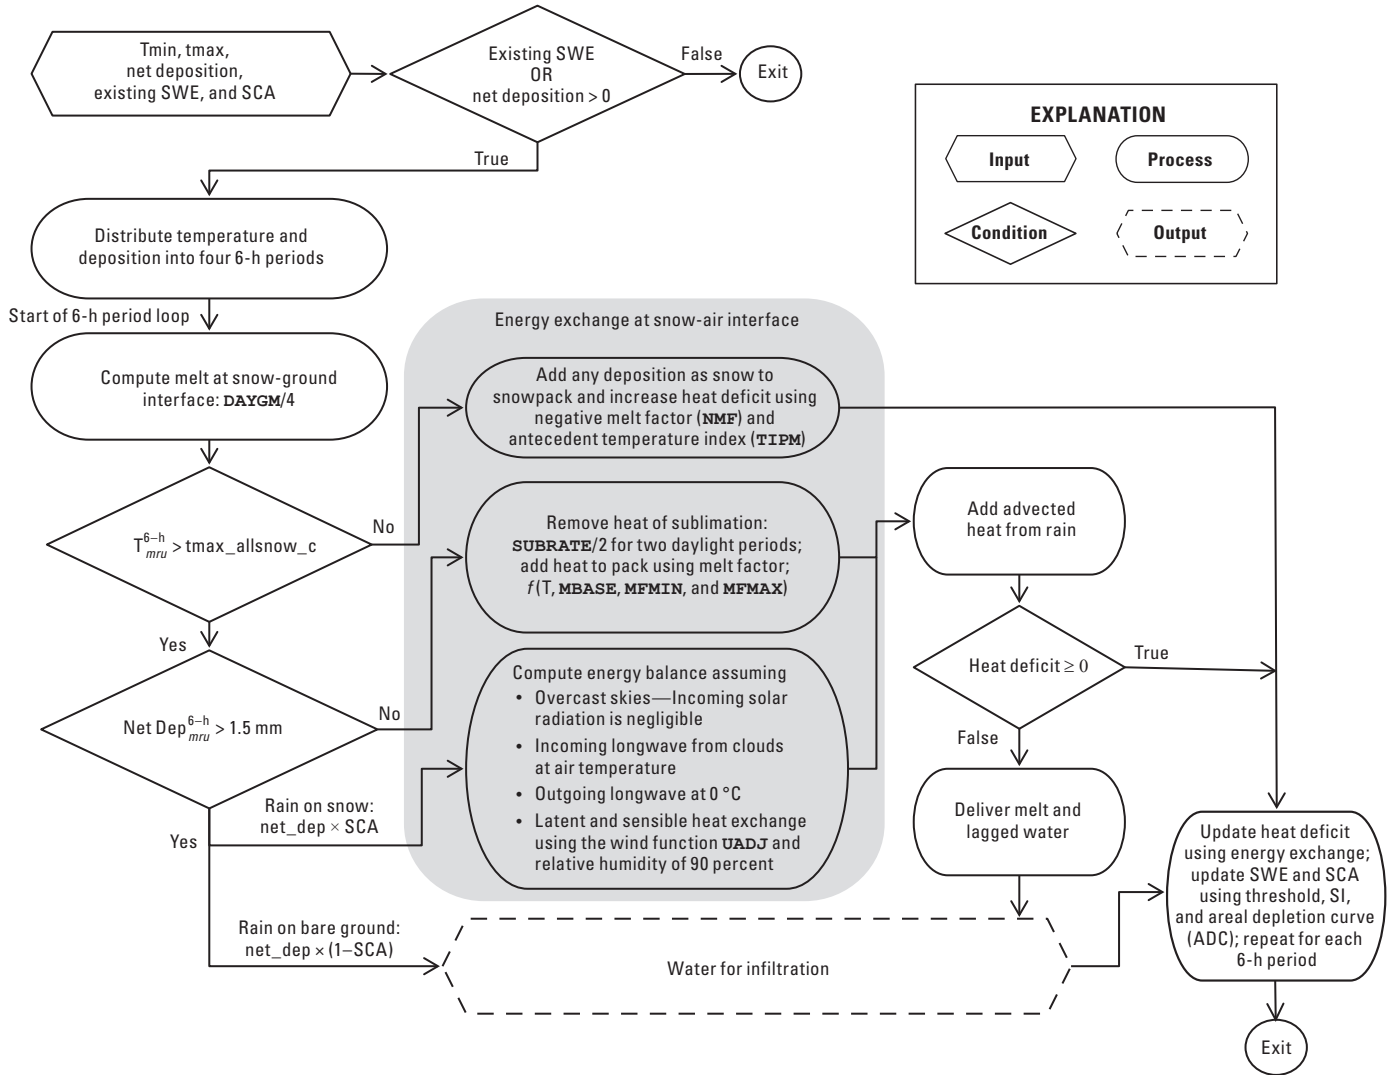 Tmin, tmax,
net deposition,
existing SWE, and SCA
Existing SWE
OR
net deposition > 0
False
Exit
True
EXPLANATION
Input
Process
Condition
Output
Distribute temperature and
deposition into four 6-h periods
Start of 6-h period loop
Compute melt at snow-ground
interface: DAYGM/4
T_mru^6–h > tmax_allsnow_c
No
Yes
Net Dep_mru^6–h > 1.5 mm
No
Yes
Rain on snow:
net_dep × SCA
Rain on bare ground:
net_dep × (1–SCA)
Energy exchange at snow-air interface
Add any deposition as snow to
snowpack and increase heat deficit using
negative melt factor (NMF) and
antecedent temperature index (TIPM)
Remove heat of sublimation:
SUBRATE/2 for two daylight periods;
add heat to pack using melt factor;
f (T, MBASE, MFMIN, and MFMAX)
Compute energy balance assuming
• Overcast skies—Incoming solar
radiation is negligible
• Incoming longwave from clouds
at air temperature
• Outgoing longwave at 0 °C
• Latent and sensible heat exchange
using the wind function UADJ and
relative humidity of 90 percent
Add advected
heat from rain
Heat deficit ≥ 0
True
False
Deliver melt and
lagged water
Water for infiltration
Update heat deficit
using energy exchange;
update SWE and SCA
using threshold, SI,
and areal depletion curve
(ADC); repeat for each
6-h period
Exit